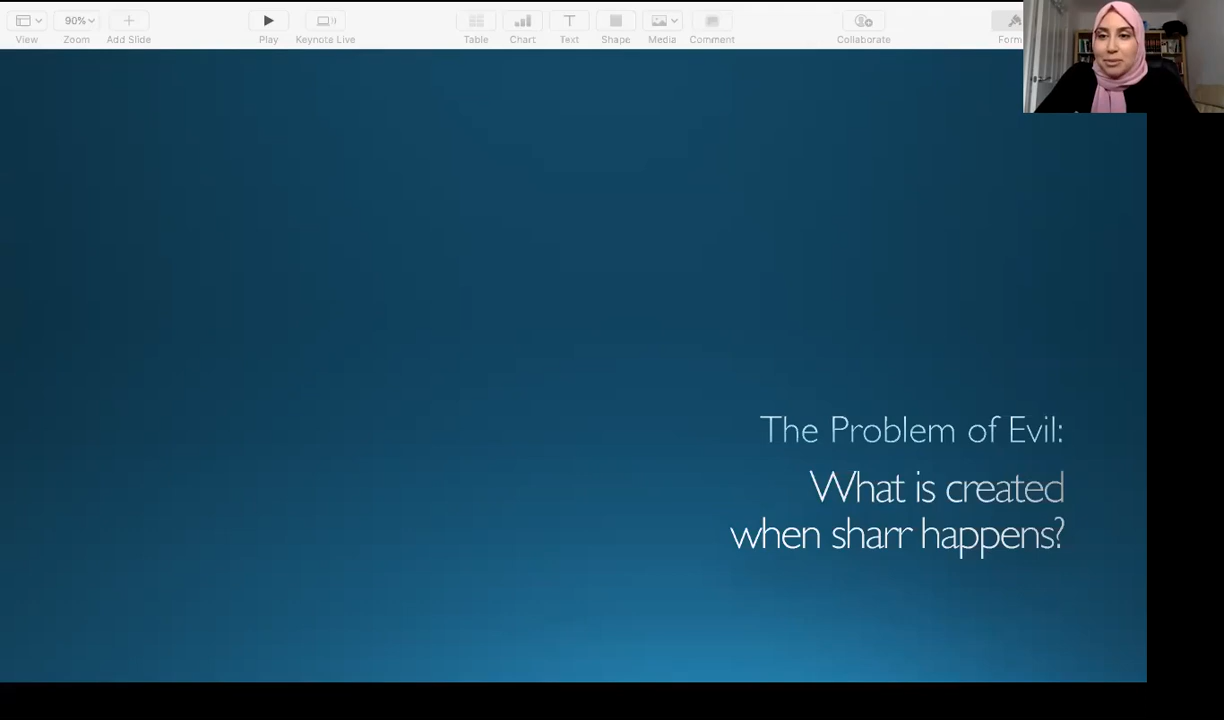 90%
View
Zoom
Add Slide
Play
Keynote Live
Table
Chart
Text
Shape
Media
Comment
Collaborate
The Problem of Evil:
What is created
when sharr happens?